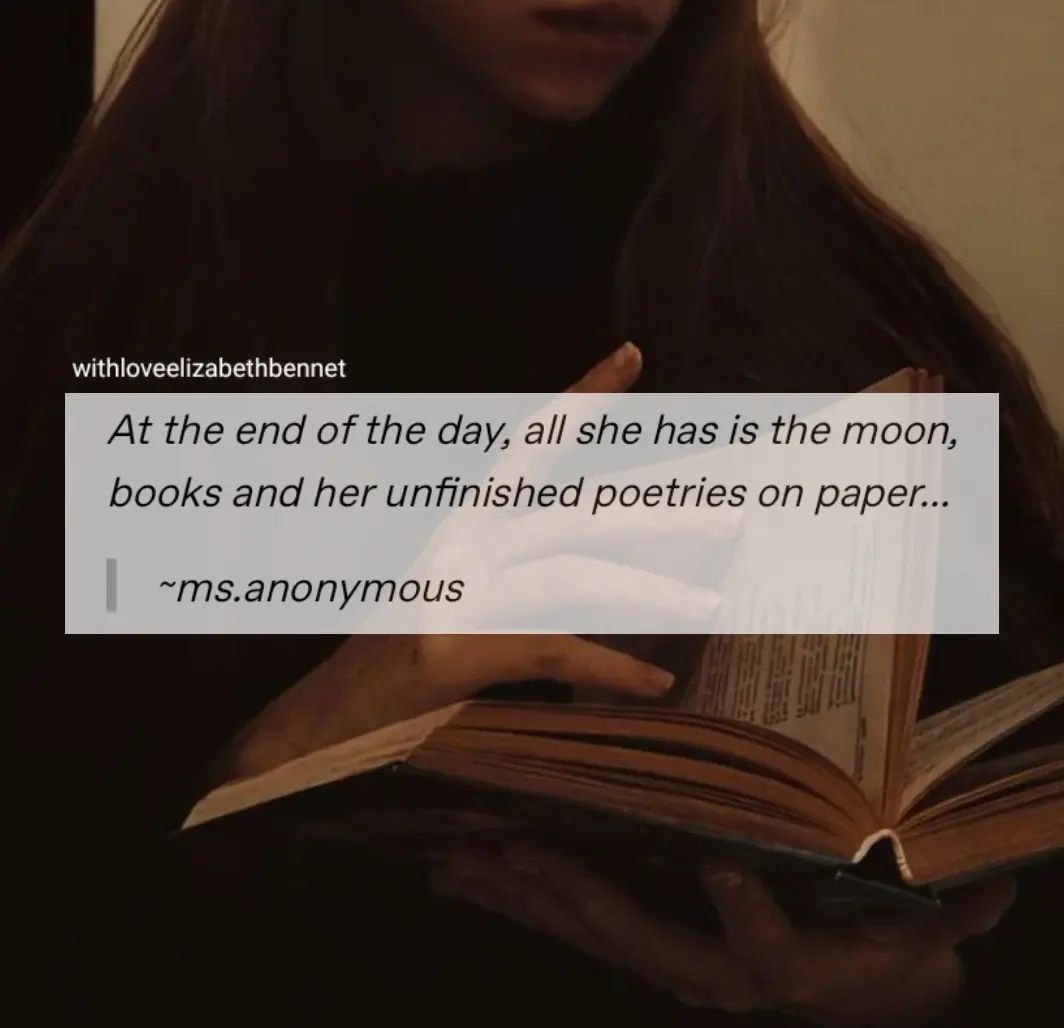 withloveelizabethbennet
At the end of the day, all she has is the moon,
books and her unfinished poetries on paper...
~ms.anonymous